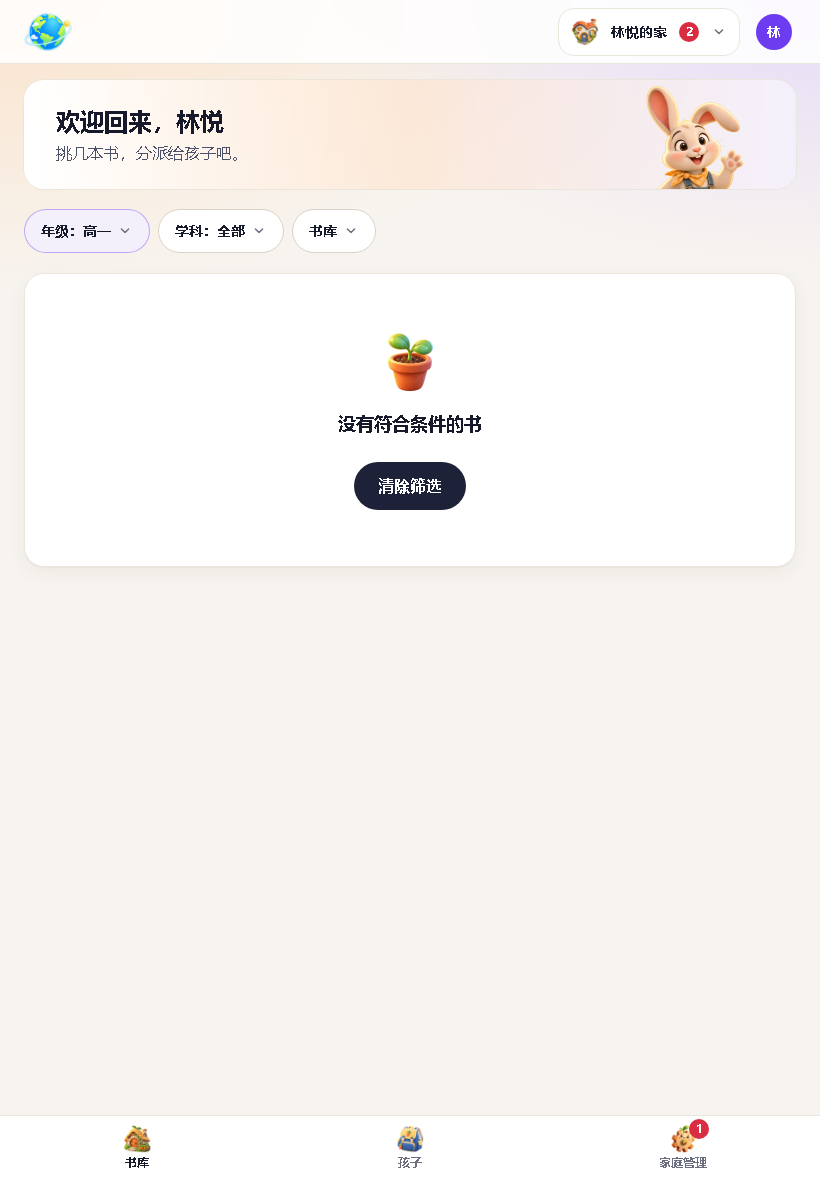 林悦的家 2
林
欢迎回来，林悦
挑几本书，分派给孩子吧。
年级：高一
学科：全部
书库
没有符合条件的书
清除筛选
书库
孩子
1
家庭管理